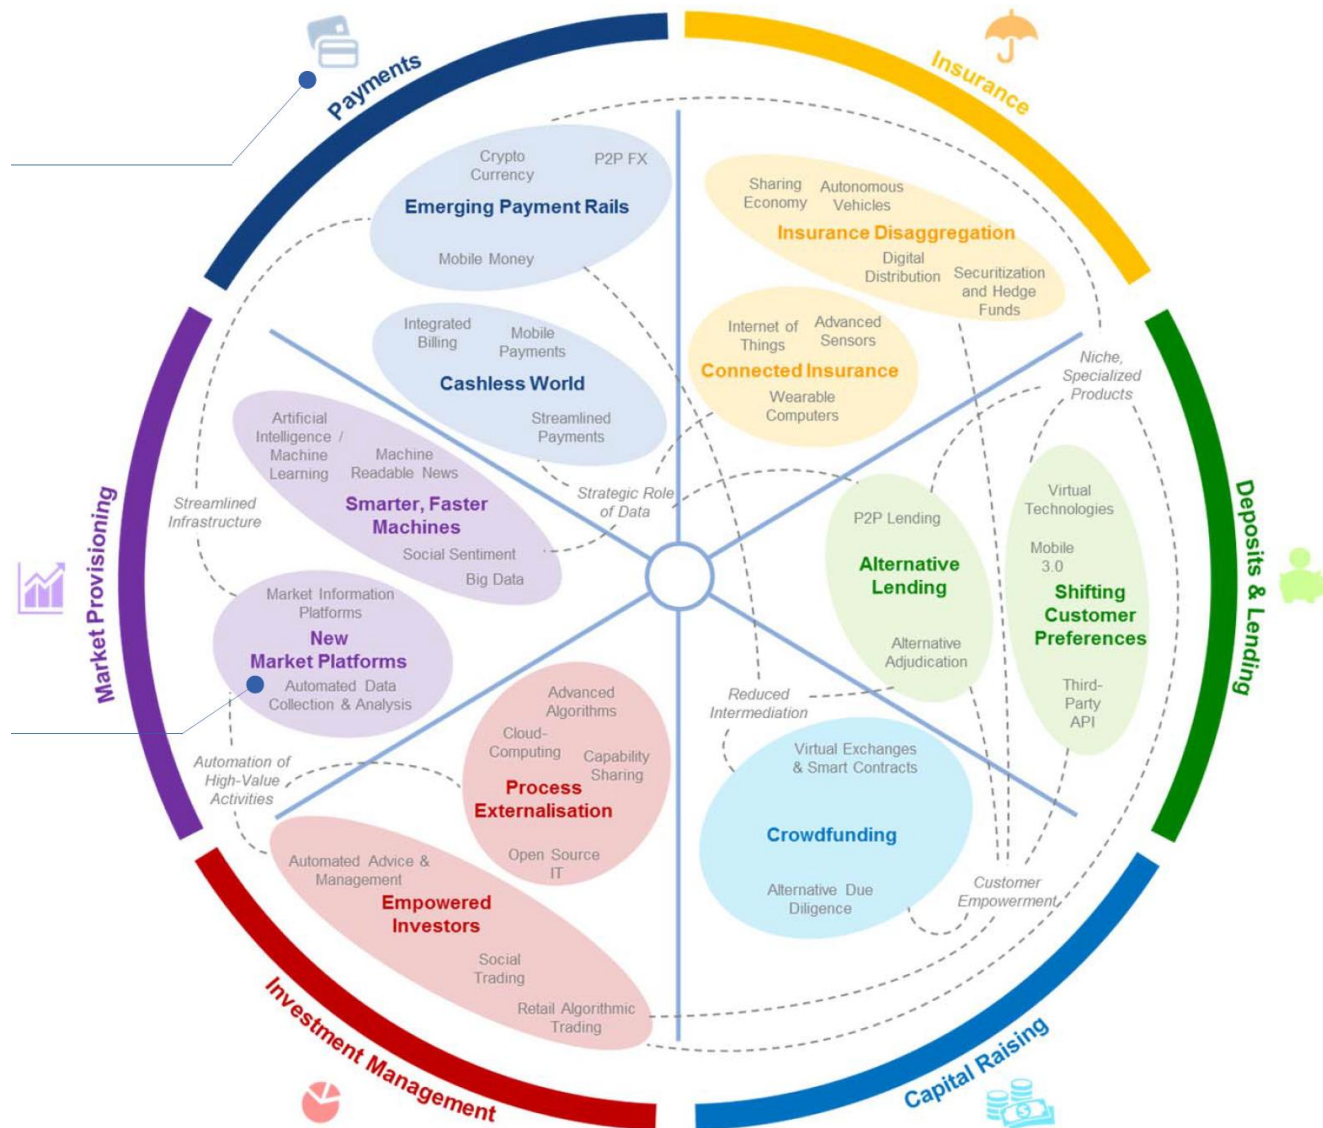 Payments
Crypto
Currency
P2P FX
Emerging Payment Rails
Mobile Money
Integrated
Billing
Mobile
Payments
Cashless World
Streamlined
Payments
Insurance
Sharing
Economy
Autonomous
Vehicles
Insurance Disaggregation
Digital
Distribution
Securitization
and Hedge
Funds
Internet of
Things
Advanced
Sensors
Connected Insurance
Wearable
Computers
Niche,
Specialized
Products
Deposits & Lending
Virtual
Technologies
Mobile
3.0
Shifting
Customer
Preferences
Third-
Party
API
P2P Lending
Alternative
Lending
Alternative
Adjudication
Strategic Role
of Data
Reduced
Intermediation
Capital Raising
Virtual Exchanges
& Smart Contracts
Crowdfunding
Alternative Due
Diligence
Customer
Empowerment
Investment Management
Advanced
Algorithms
Cloud-
Computing
Capability
Sharing
Process
Externalisation
Open Source
IT
Automated Advice &
Management
Empowered
Investors
Social
Trading
Retail Algorithmic
Trading
Market Provisioning
Artificial
Intelligence /
Machine
Learning
Machine
Readable News
Smarter, Faster
Machines
Social Sentiment
Big Data
Streamlined
Infrastructure
Market Information
Platforms
New
Market Platforms
Automated Data
Collection & Analysis
Automation of
High-Value
Activities